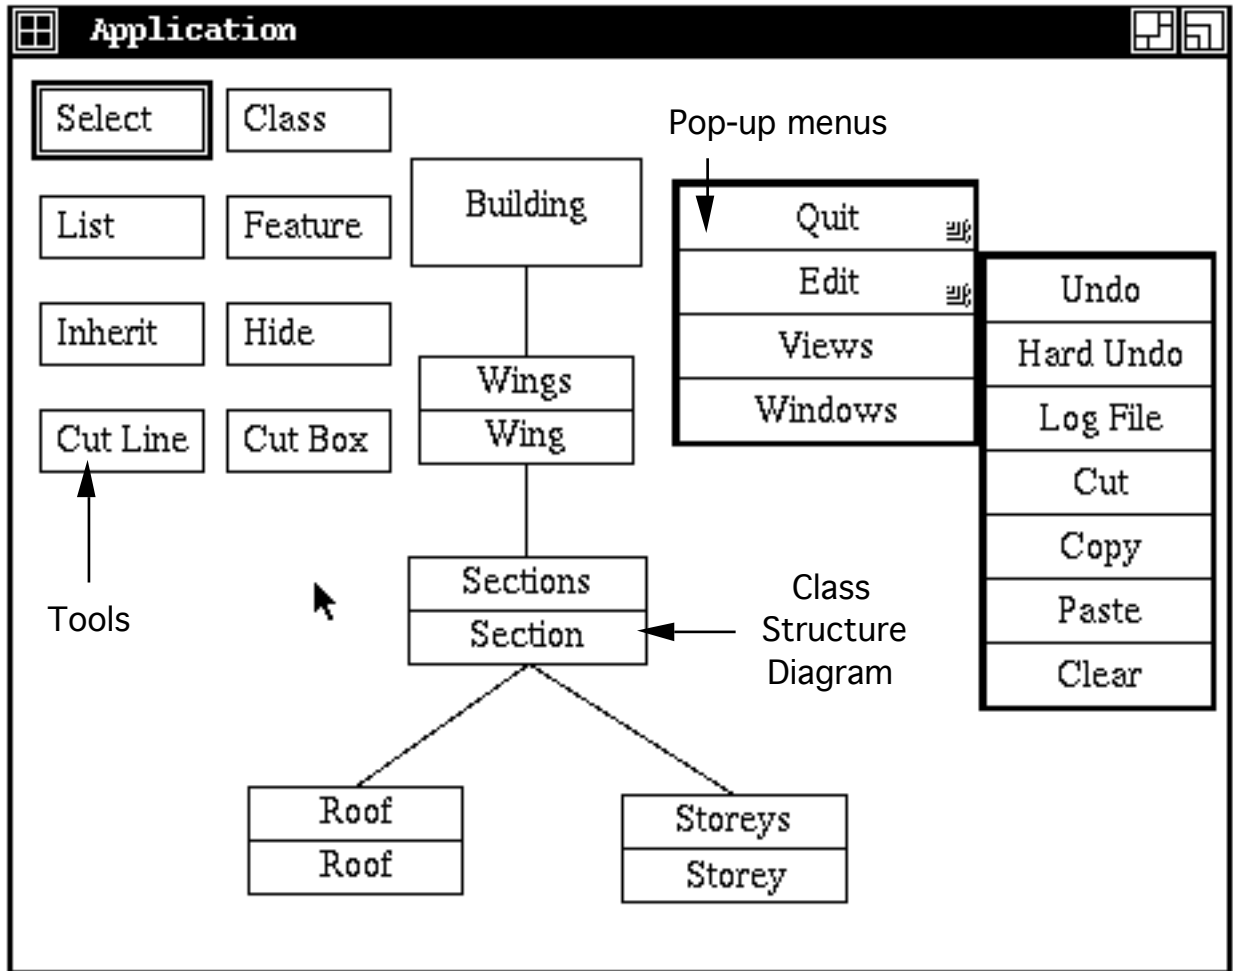 Application
Select
Class
List
Feature
Inherit
Hide
Cut Line
Cut Box
Tools
Building
Wings
Wing
Sections
Section
Roof
Roof
Storeys
Storey
Class
Structure
Diagram
Pop-up menus
Quit
Edit
Views
Windows
Undo
Hard Undo
Log File
Cut
Copy
Paste
Clear